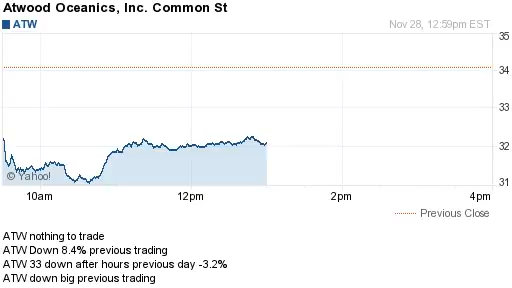 Atwood Oceanics, Inc. Common St
ATW
Nov 28, 12:59pm EST
35
34
33
32
31
© Yahoo!
10am 12pm 2pm 4pm
Previous Close
ATW nothing to trade
ATW Down 8.4% previous trading
ATW 33 down after hours previous day -3.2%
ATW down big previous trading